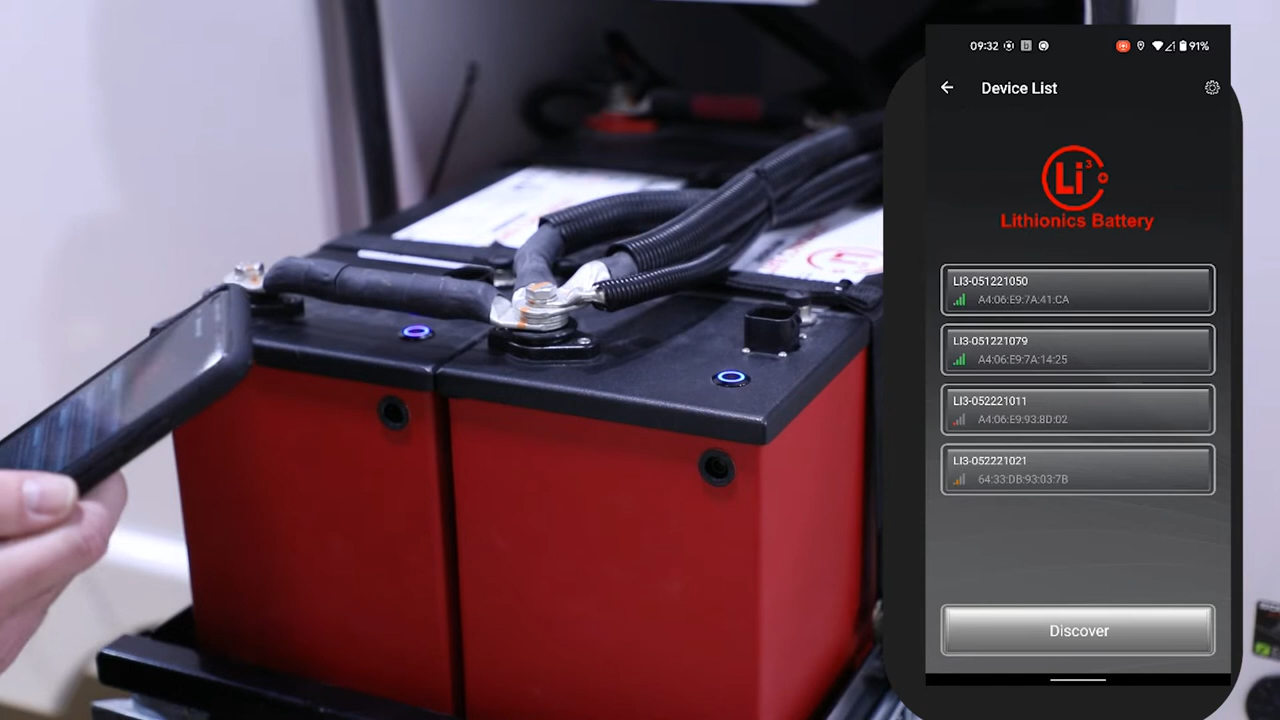 09:32
91%
Device List
Li3
Lithionics Battery
LI3-051221050
A4:06:E9:7A:41:CA
LI3-051221079
A4:06:E9:7A:14:25
LI3-052221011
A4:06:E9:93:8D:02
LI3-052221021
64:33:DB:93:03:7B
Discover